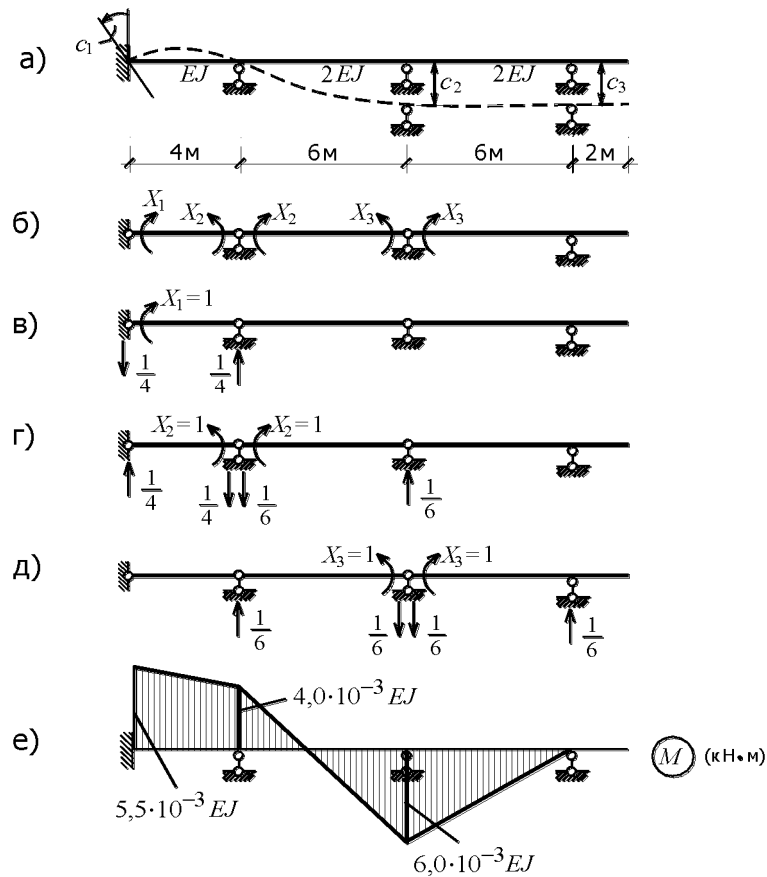 а)
c₁
EJ
2EJ
c₂
2EJ
c₃
4м 6м 6м 2м
б)
X₁ X₂ X₂ X₃ X₃
в)
X₁=1
1/4 1/4
г)
X₂=1 X₂=1
1/4 1/4 1/6 1/6
д)
X₃=1 X₃=1
1/6 1/6 1/6 1/6
е)
4,0·10⁻³ EJ
M (кН•м)
5,5·10⁻³ EJ
6,0·10⁻³ EJ